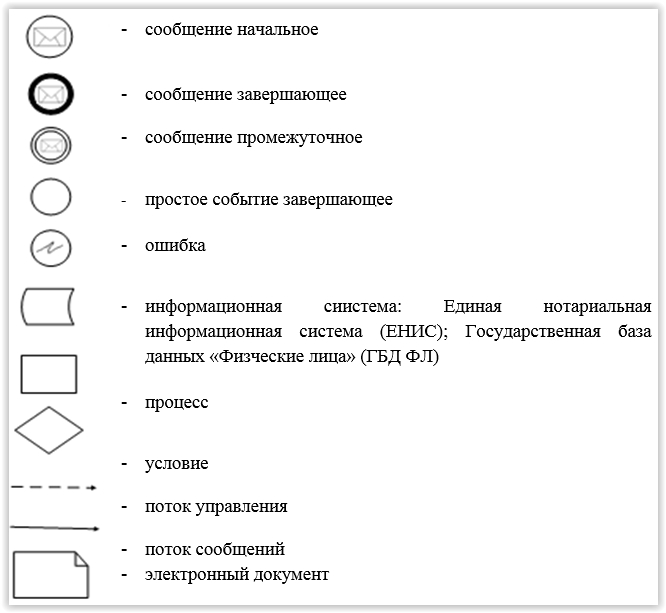 - сообщение начальное
- сообщение завершающее
- сообщение промежуточное
- простое событие завершающее
- ошибка
- информационная сиистема: Единая нотариальная
информационная система (ЕНИС); Государственная база
данных «Физческие лица» (ГБД ФЛ)
- процесс
- условие
- поток управления
- поток сообщений
- электронный документ